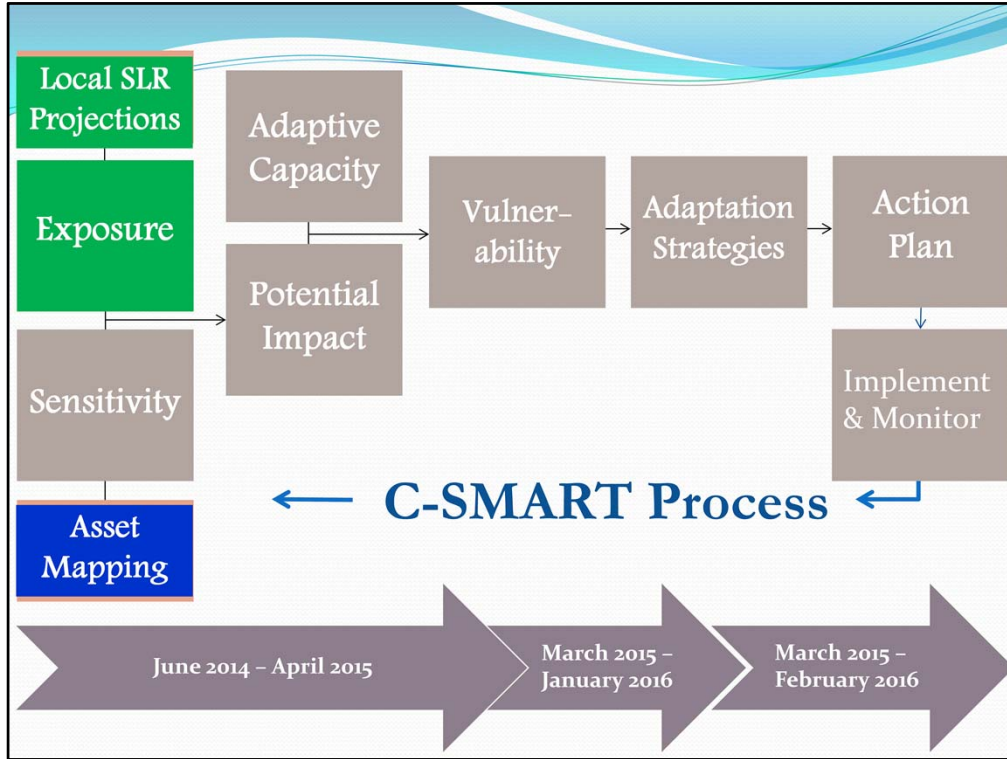 Local SLR
Projections
Exposure
Sensitivity
Asset
Mapping
Adaptive
Capacity
Potential
Impact
Vulner-
ability
Adaptation
Strategies
Action
Plan
Implement
& Monitor
C-SMART Process
June 2014 – April 2015
March 2015 –
January 2016
March 2015 –
February 2016